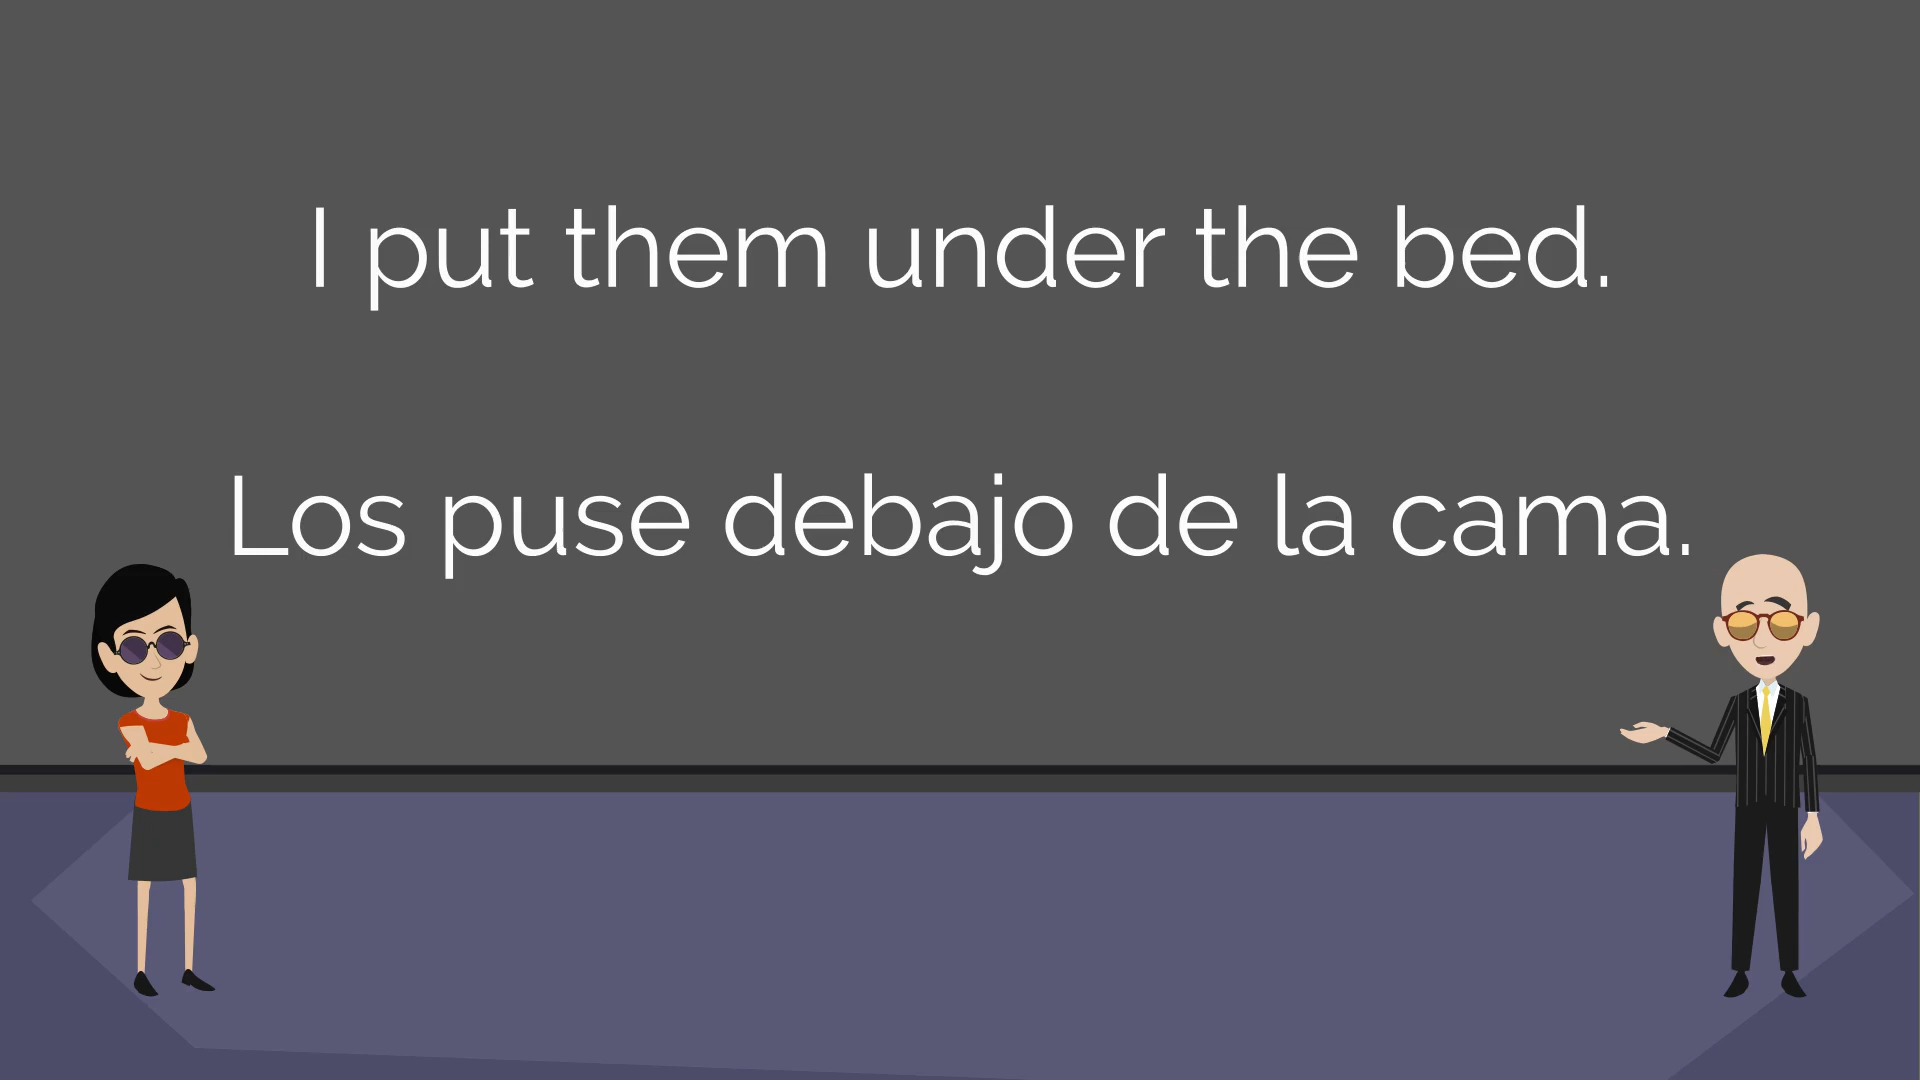 I put them under the bed.
Los puse debajo de la cama.